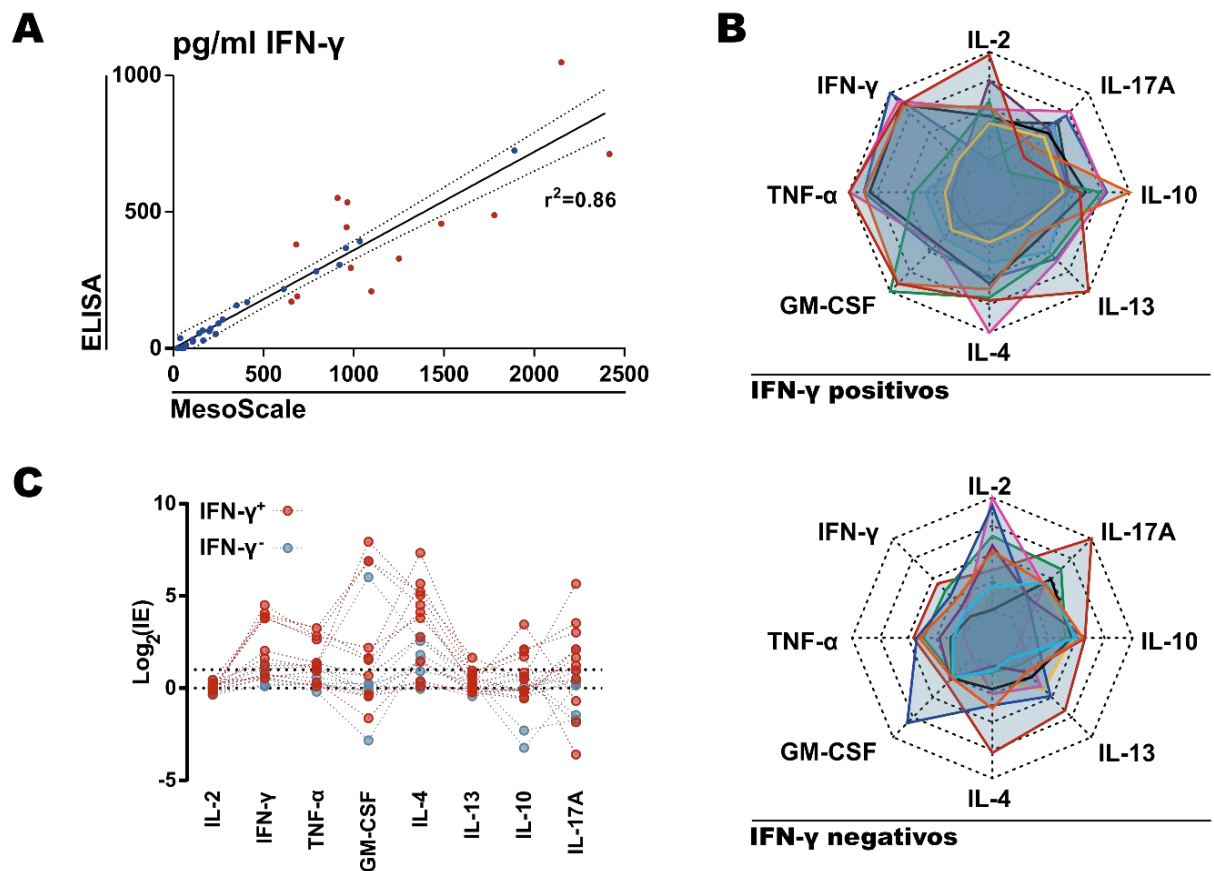 A
pg/ml IFN-γ
ELISA
1000
500
0
0 500 1000 1500 2000 2500
r²=0.86
MesoScale
B
IL-2
IFN-γ IL-17A
TNF-α IL-10
GM-CSF IL-13
IL-4
IFN-γ positivos
C
Log₂(IE)
10
5
0
-5
IFN-γ⁺
IFN-γ⁻
IL-2 IFN-γ TNF-α GM-CSF IL-4 IL-13 IL-10 IL-17A
IL-2
IFN-γ IL-17A
TNF-α IL-10
GM-CSF IL-13
IL-4
IFN-γ negativos